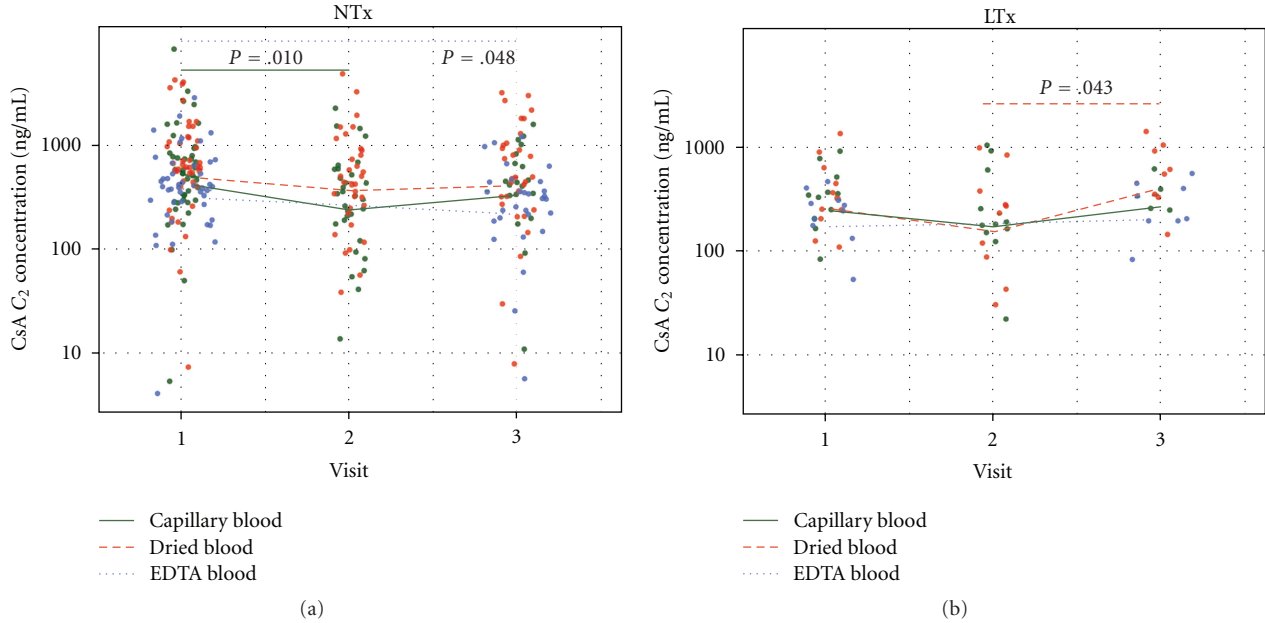 NTx
P = .010
P = .048
1000
100
10
CsA C₂ concentration (ng/mL)
1
2
3
Visit
Capillary blood
Dried blood
EDTA blood
(a)
LTx
P = .043
1000
100
10
CsA C₂ concentration (ng/mL)
1
2
3
Visit
Capillary blood
Dried blood
EDTA blood
(b)